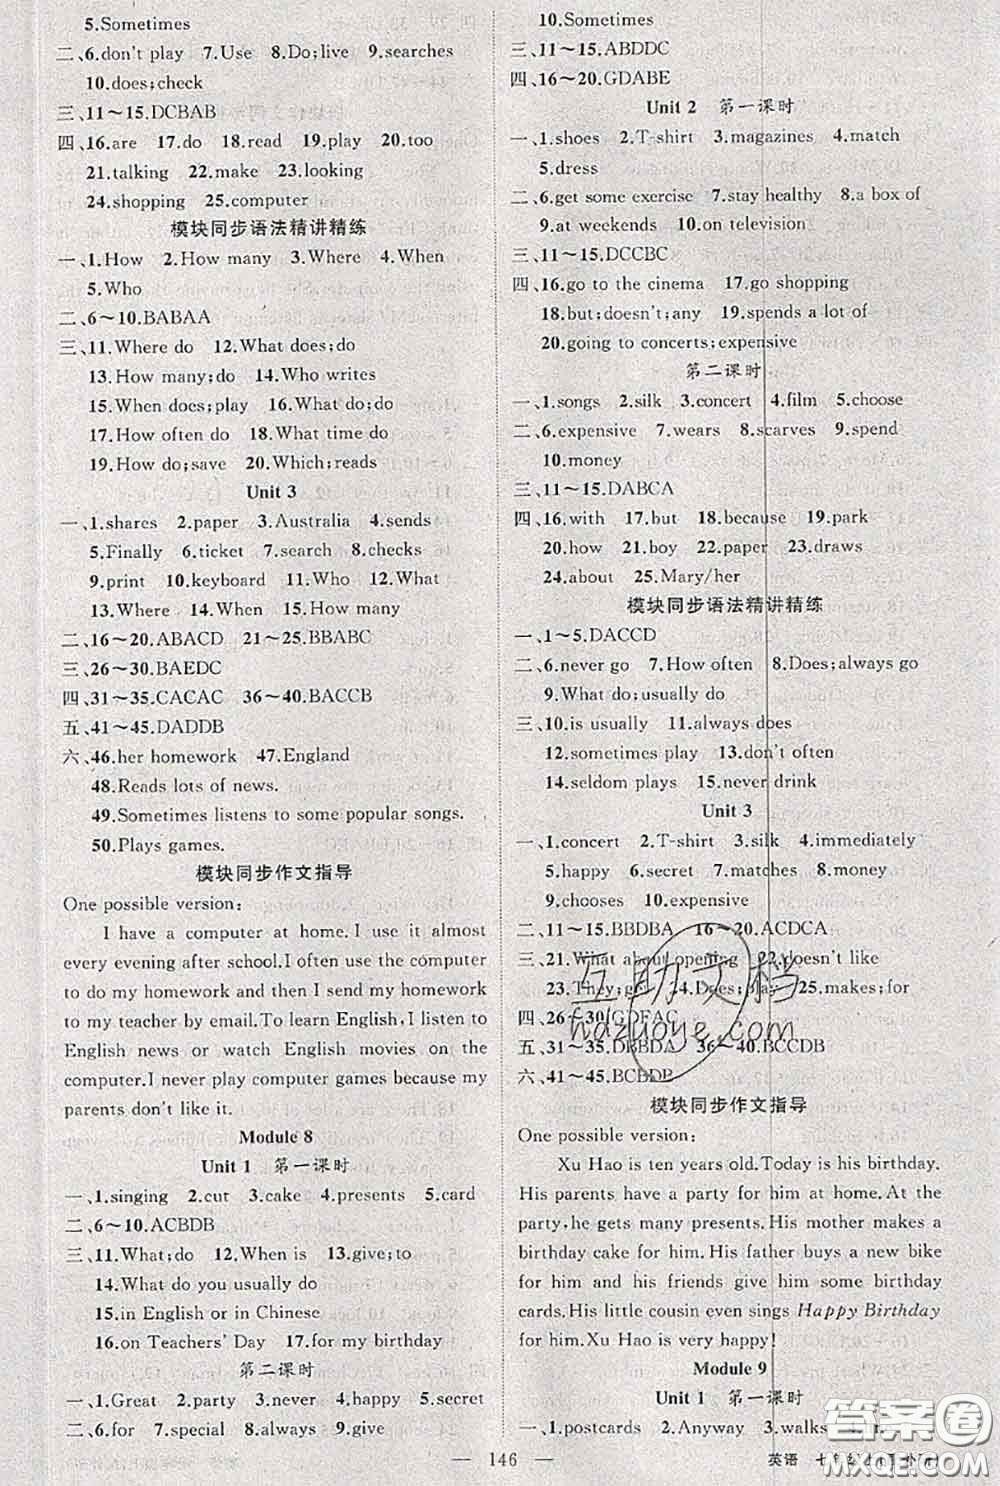 5.Sometimes
二、6.don't play 7.Use 8.Do;live 9.searches
10.does;check
三、11～15.DCBAB
四、16.are 17.do 18.read 19.play 20.too
21.talking 22.make 23.looking
24.shopping 25.computer
模块同步语法精讲精练
一、1.How 2.How many 3.Where 4.When
5.Who
二、6～10.BABAA
三、11.Where do 12.What does;do
13.How many;do 14.Who writes
15.When does;play 16.What do;do
17.How often do 18.What time do
19.How do;save 20.Which;reads
Unit 3
一、1.shares 2.paper 3.Australia 4.sends
5.Finally 6.ticket 7.search 8.checks
9.print 10.keyboard 11.Who 12.What
13.Where 14.When 15.How many
二、16～20.ABACD 21～25.BBABC
三、26～30.BAEDC
四、31～35.CACAC 36～40.BACCB
五、41～45.DADDB
六、46.her homework 47.England
48.Reads lots of news.
49.Sometimes listens to some popular songs.
50.Plays games.
模块同步作文指导
One possible version:
I have a computer at home. I use it almost
every evening after school. I often use the computer
to do my homework and then I send my homework
to my teacher by email. To learn English, I listen to
English news or watch English movies on the
computer. I never play computer games because my
parents don't like it.
Module 8
Unit 1 第一课时
一、1.singing 2.cut 3.cake 4.presents 5.card
二、6～10.ACBDB
三、11.What;do 12.When is 13.give;to
14.What do you usually do
15.in English or in Chinese
16.on Teachers' Day 17.for my birthday
第二课时
一、1.Great 2.party 3.never 4.happy 5.secret
二、6.for 7.special 8.always 9.give
10.Sometimes
三、11～15.ABDDC
四、16～20.GDABE
Unit 2 第一课时
一、1.shoes 2.T-shirt 3.magazines 4.match
5.dress
二、6.get some exercise 7.stay healthy 8.a box of
9.at weekends 10.on television
三、11～15.DCCBC
四、16.go to the cinema 17.go shopping
18.but;doesn't;any 19.spends a lot of
20.going to concerts;expensive
第二课时
一、1.songs 2.silk 3.concert 4.film 5.choose
二、6.expensive 7.wears 8.scarves 9.spend
10.money
三、11～15.DABCA
四、16.with 17.but 18.because 19.park
20.how 21.boy 22.paper 23.draws
24.about 25.Mary/her
模块同步语法精讲精练
一、1～5.DACCD
二、6.never go 7.How often 8.Does;always go
9.What do;usually do
三、10.is usually 11.always does
12.sometimes play 13.don't often
14.seldom plays 15.never drink
Unit 3
一、1.concert 2.T-shirt 3.silk 4.invited
5.happy 6.secret 7.matches 8.money
9.chooses 10.expensive
二、11～15.BBDBA 16～20.ACDCA
三、21.What about opening 22.doesn't like
23.They;get 24.Does;play 25.makes;for
四、26～30.GDFAC
五、31～35.DBBDA 36～40.BCCDB
六、41～45.BCBDB
模块同步作文指导
One possible version:
Xu Hao is ten years old. Today is his birthday.
His parents have a party for him at home. At the
party, he gets many presents. His mother makes a
birthday cake for him. His father buys a new bike
for him and his friends give him some birthday
cards. His little cousin even sings Happy Birthday
for him. Xu Hao is very happy!
Module 9
Unit 1 第一课时
一、1.postcards 2.Anyway 3.walks
— 146 —
英语
互助文档
hdzuoye.com
答案卷
MXQE.COM